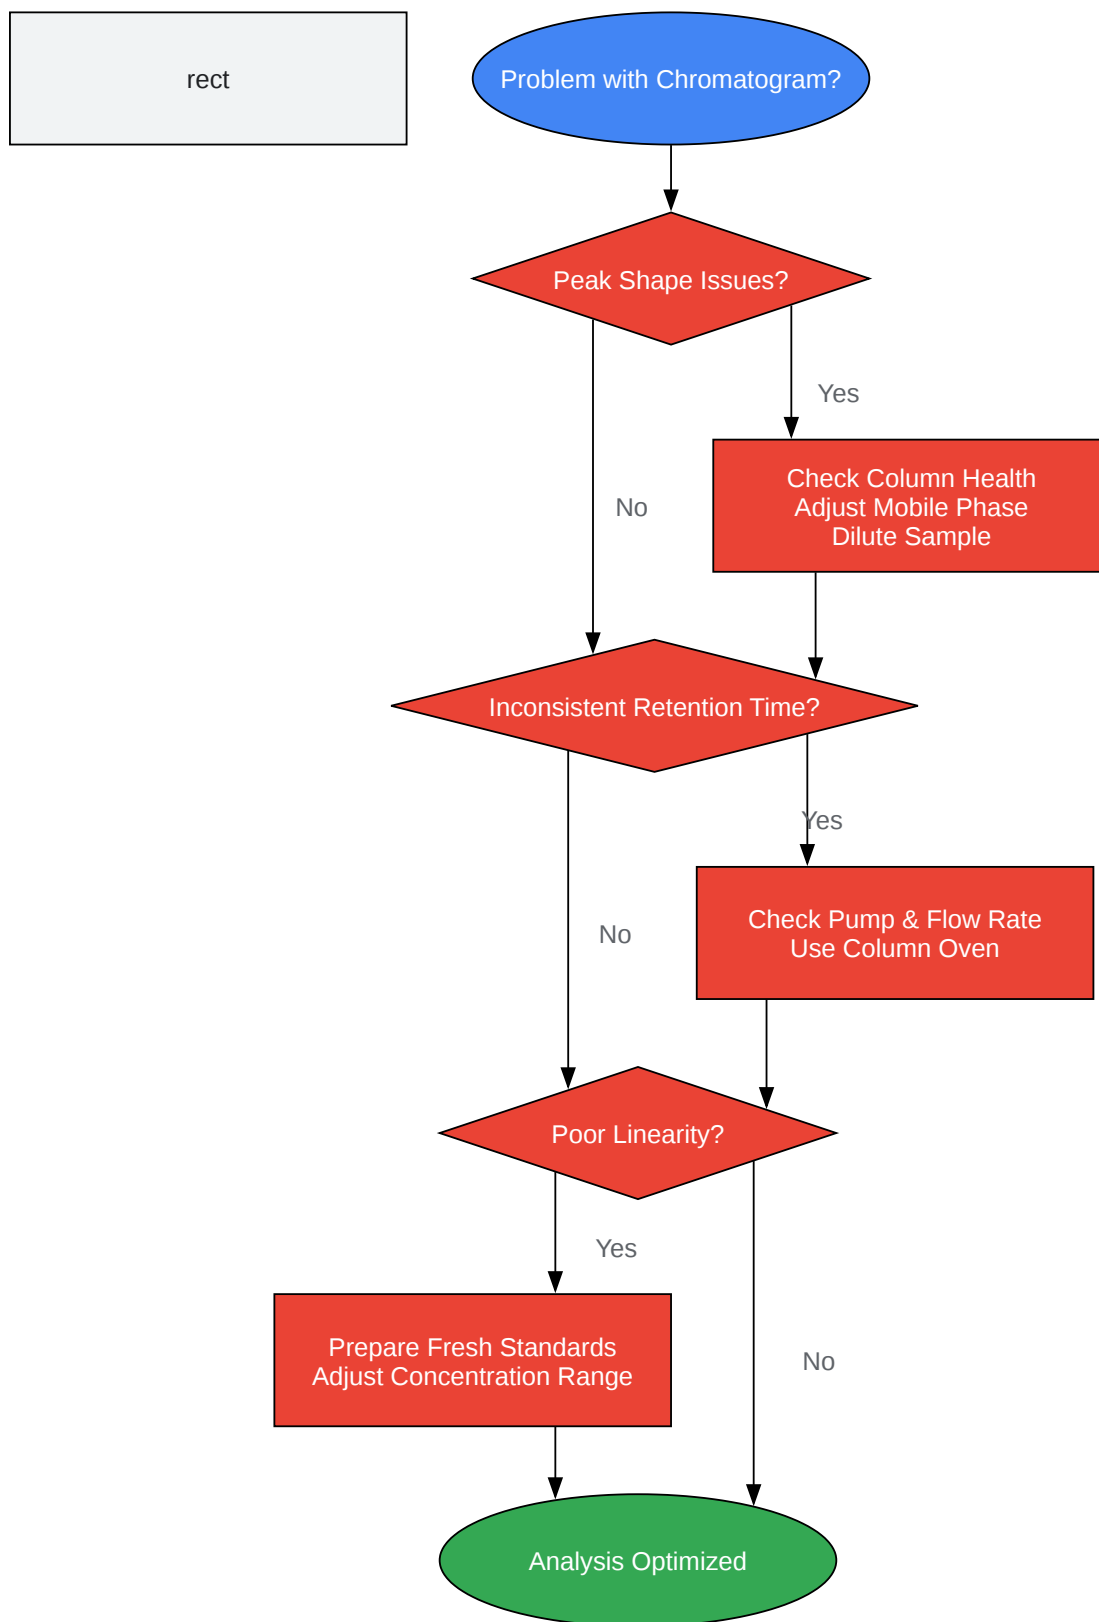 rect
Problem with Chromatogram?
Peak Shape Issues?
Yes
Check Column Health
Adjust Mobile Phase
Dilute Sample
No
Inconsistent Retention Time?
Yes
Check Pump & Flow Rate
Use Column Oven
No
Poor Linearity?
Yes
Prepare Fresh Standards
Adjust Concentration Range
No
Analysis Optimized